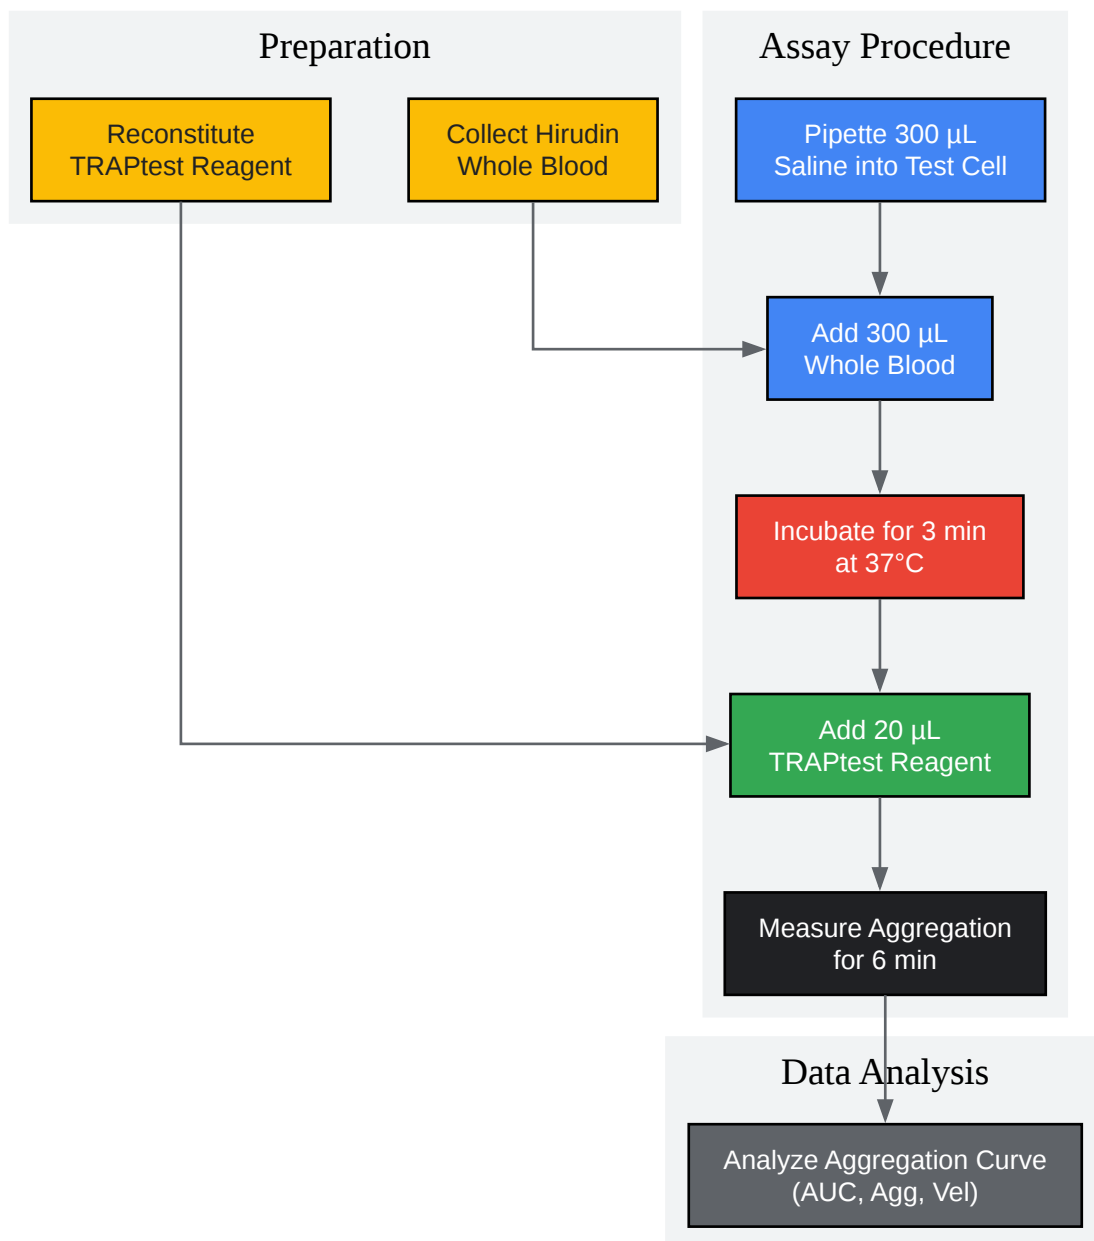 Preparation
Reconstitute
TRAPtest Reagent
Collect Hirudin
Whole Blood
Assay Procedure
Pipette 300 µL
Saline into Test Cell
Add 300 µL
Whole Blood
Incubate for 3 min
at 37°C
Add 20 µL
TRAPtest Reagent
Measure Aggregation
for 6 min
Data Analysis
Analyze Aggregation Curve
(AUC, Agg, Vel)